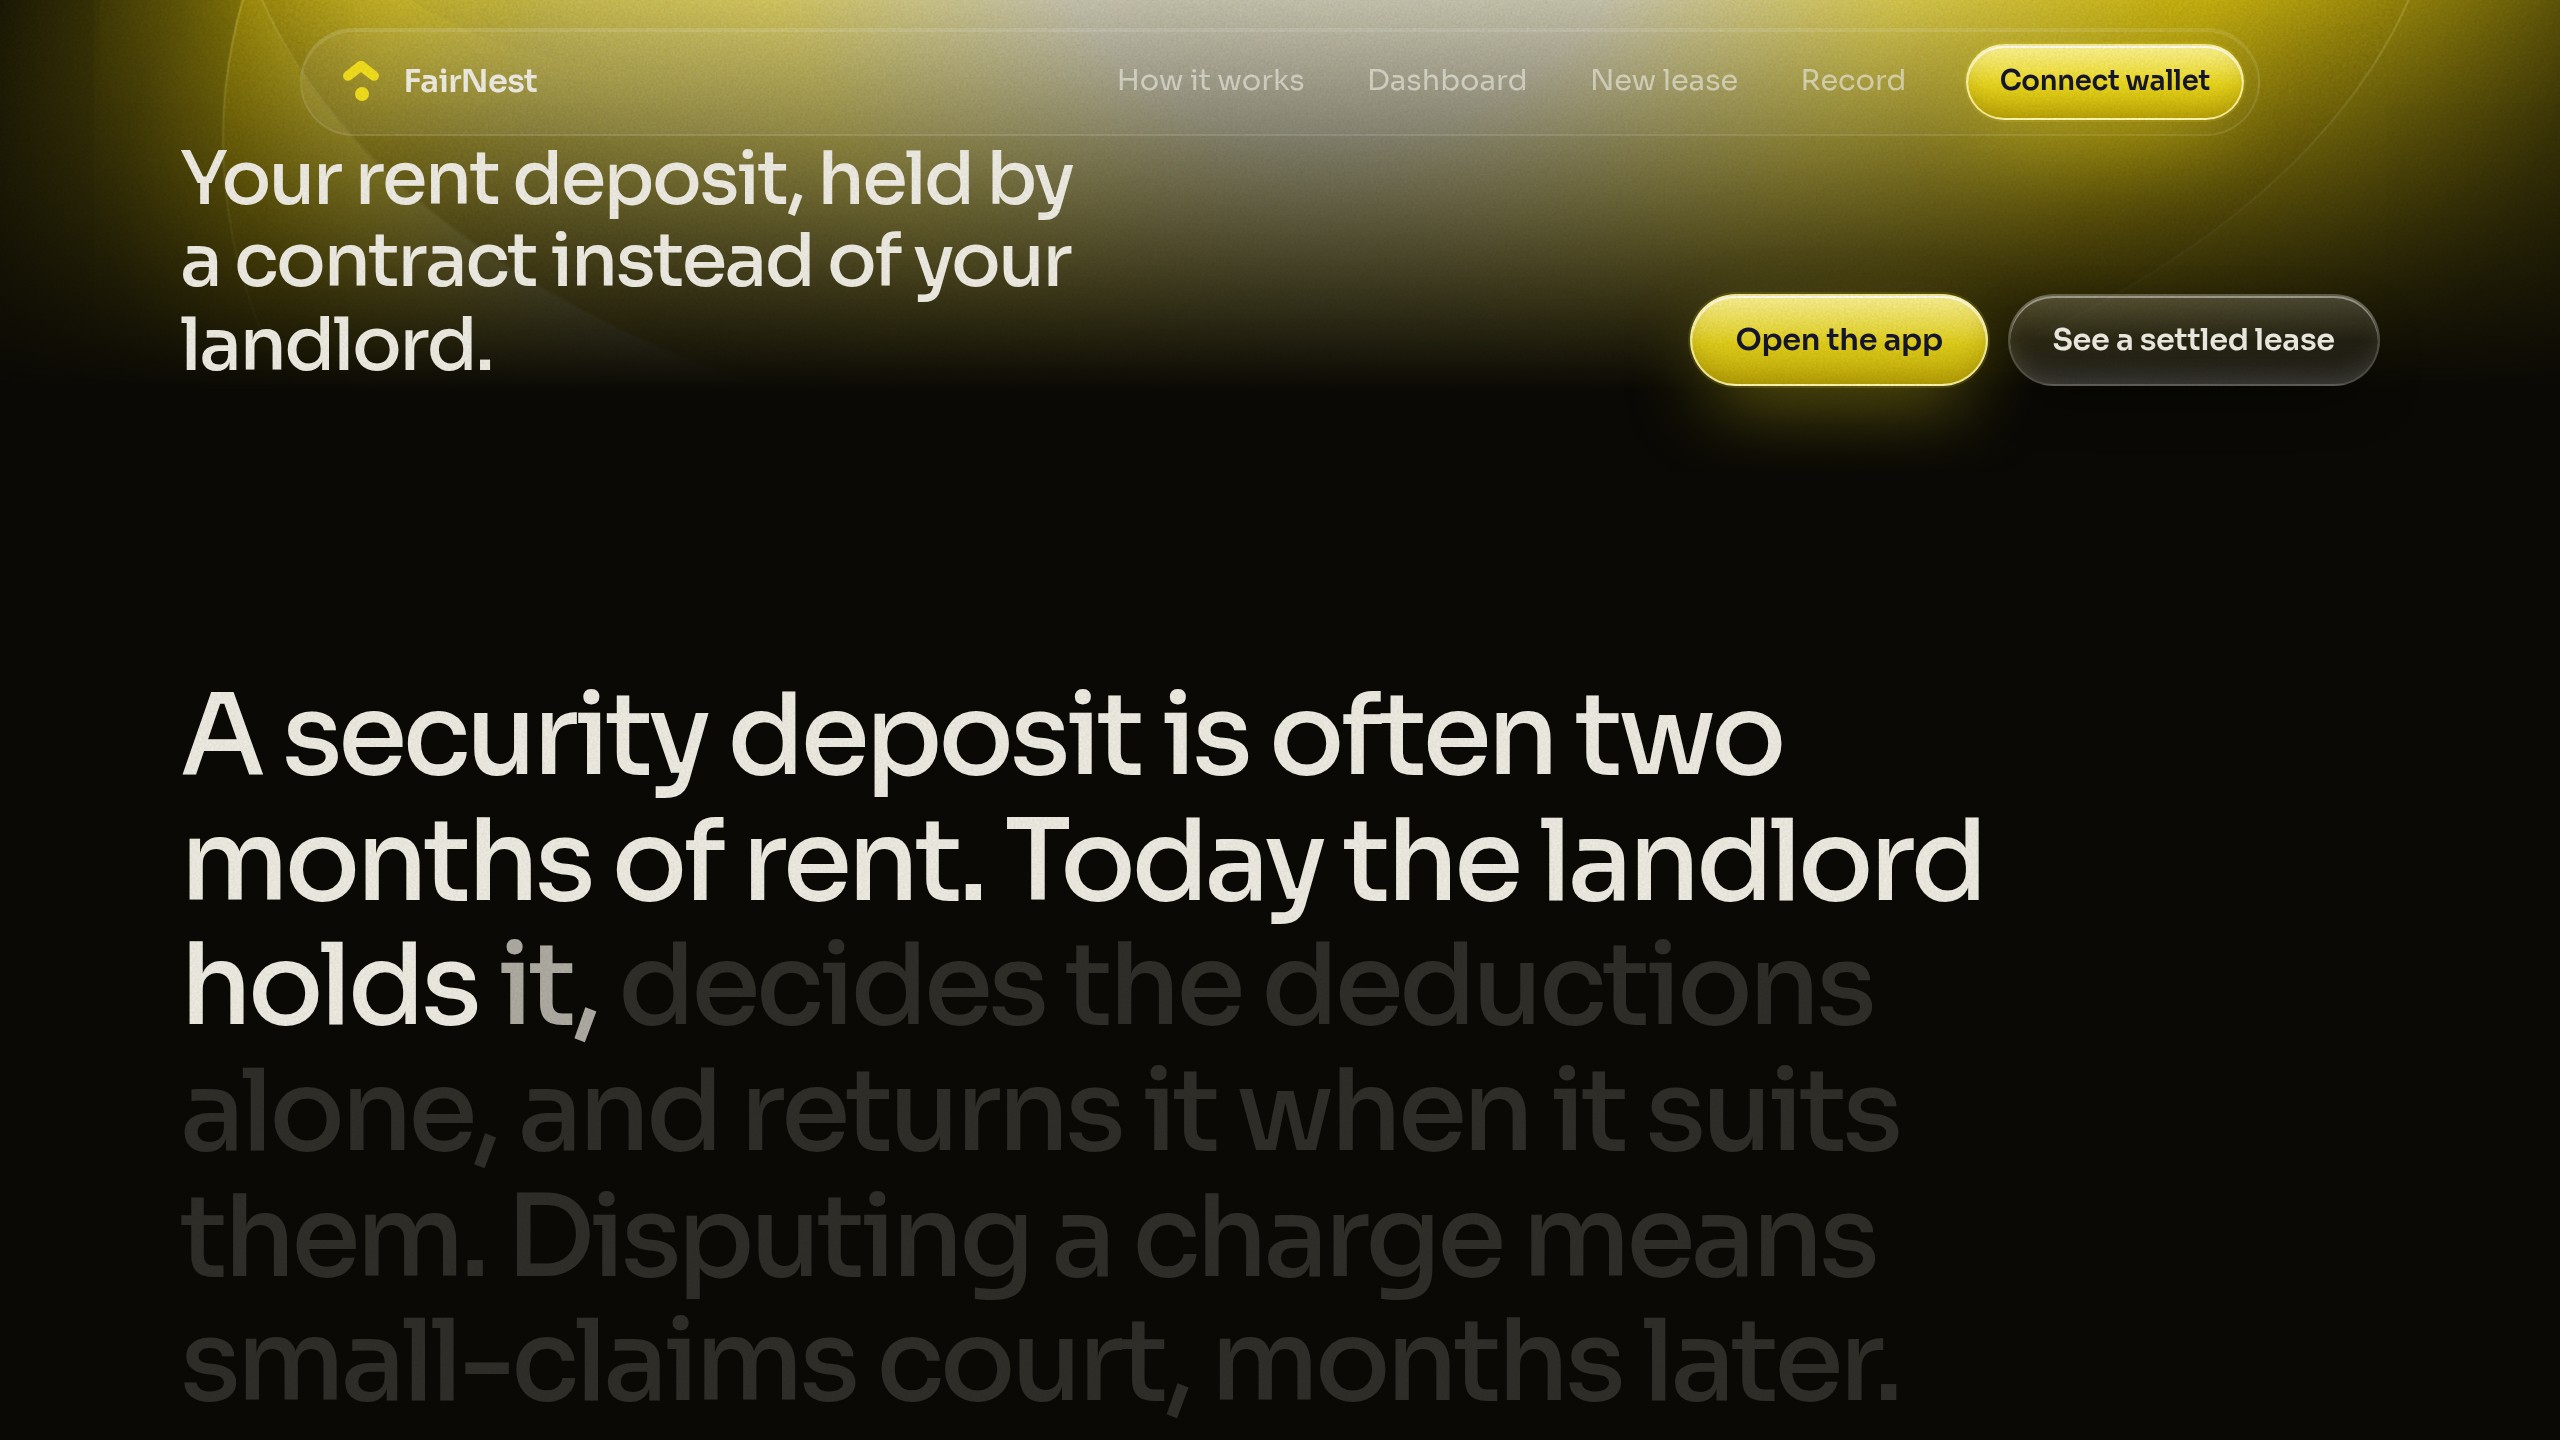 FairNest
How it works
Dashboard
New lease
Record
Connect wallet
Your rent deposit, held by
a contract instead of your
landlord.
Open the app
See a settled lease
A security deposit is often two
months of rent. Today the landlord
holds it, decides the deductions
alone, and returns it when it suits
them. Disputing a charge means
small-claims court, months later.